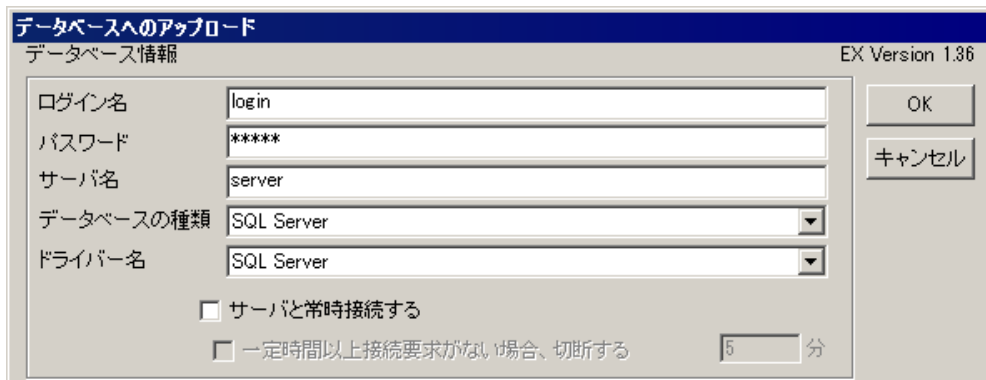 データベースへのアップロード
データベース情報
EX Version 1.36
ログイン名 login
OK
パスワード *****
キャンセル
サーバ名 server
データベースの種類 SQL Server
ドライバー名 SQL Server
サーバと常時接続する
一定時間以上接続要求がない場合、切断する 5 分